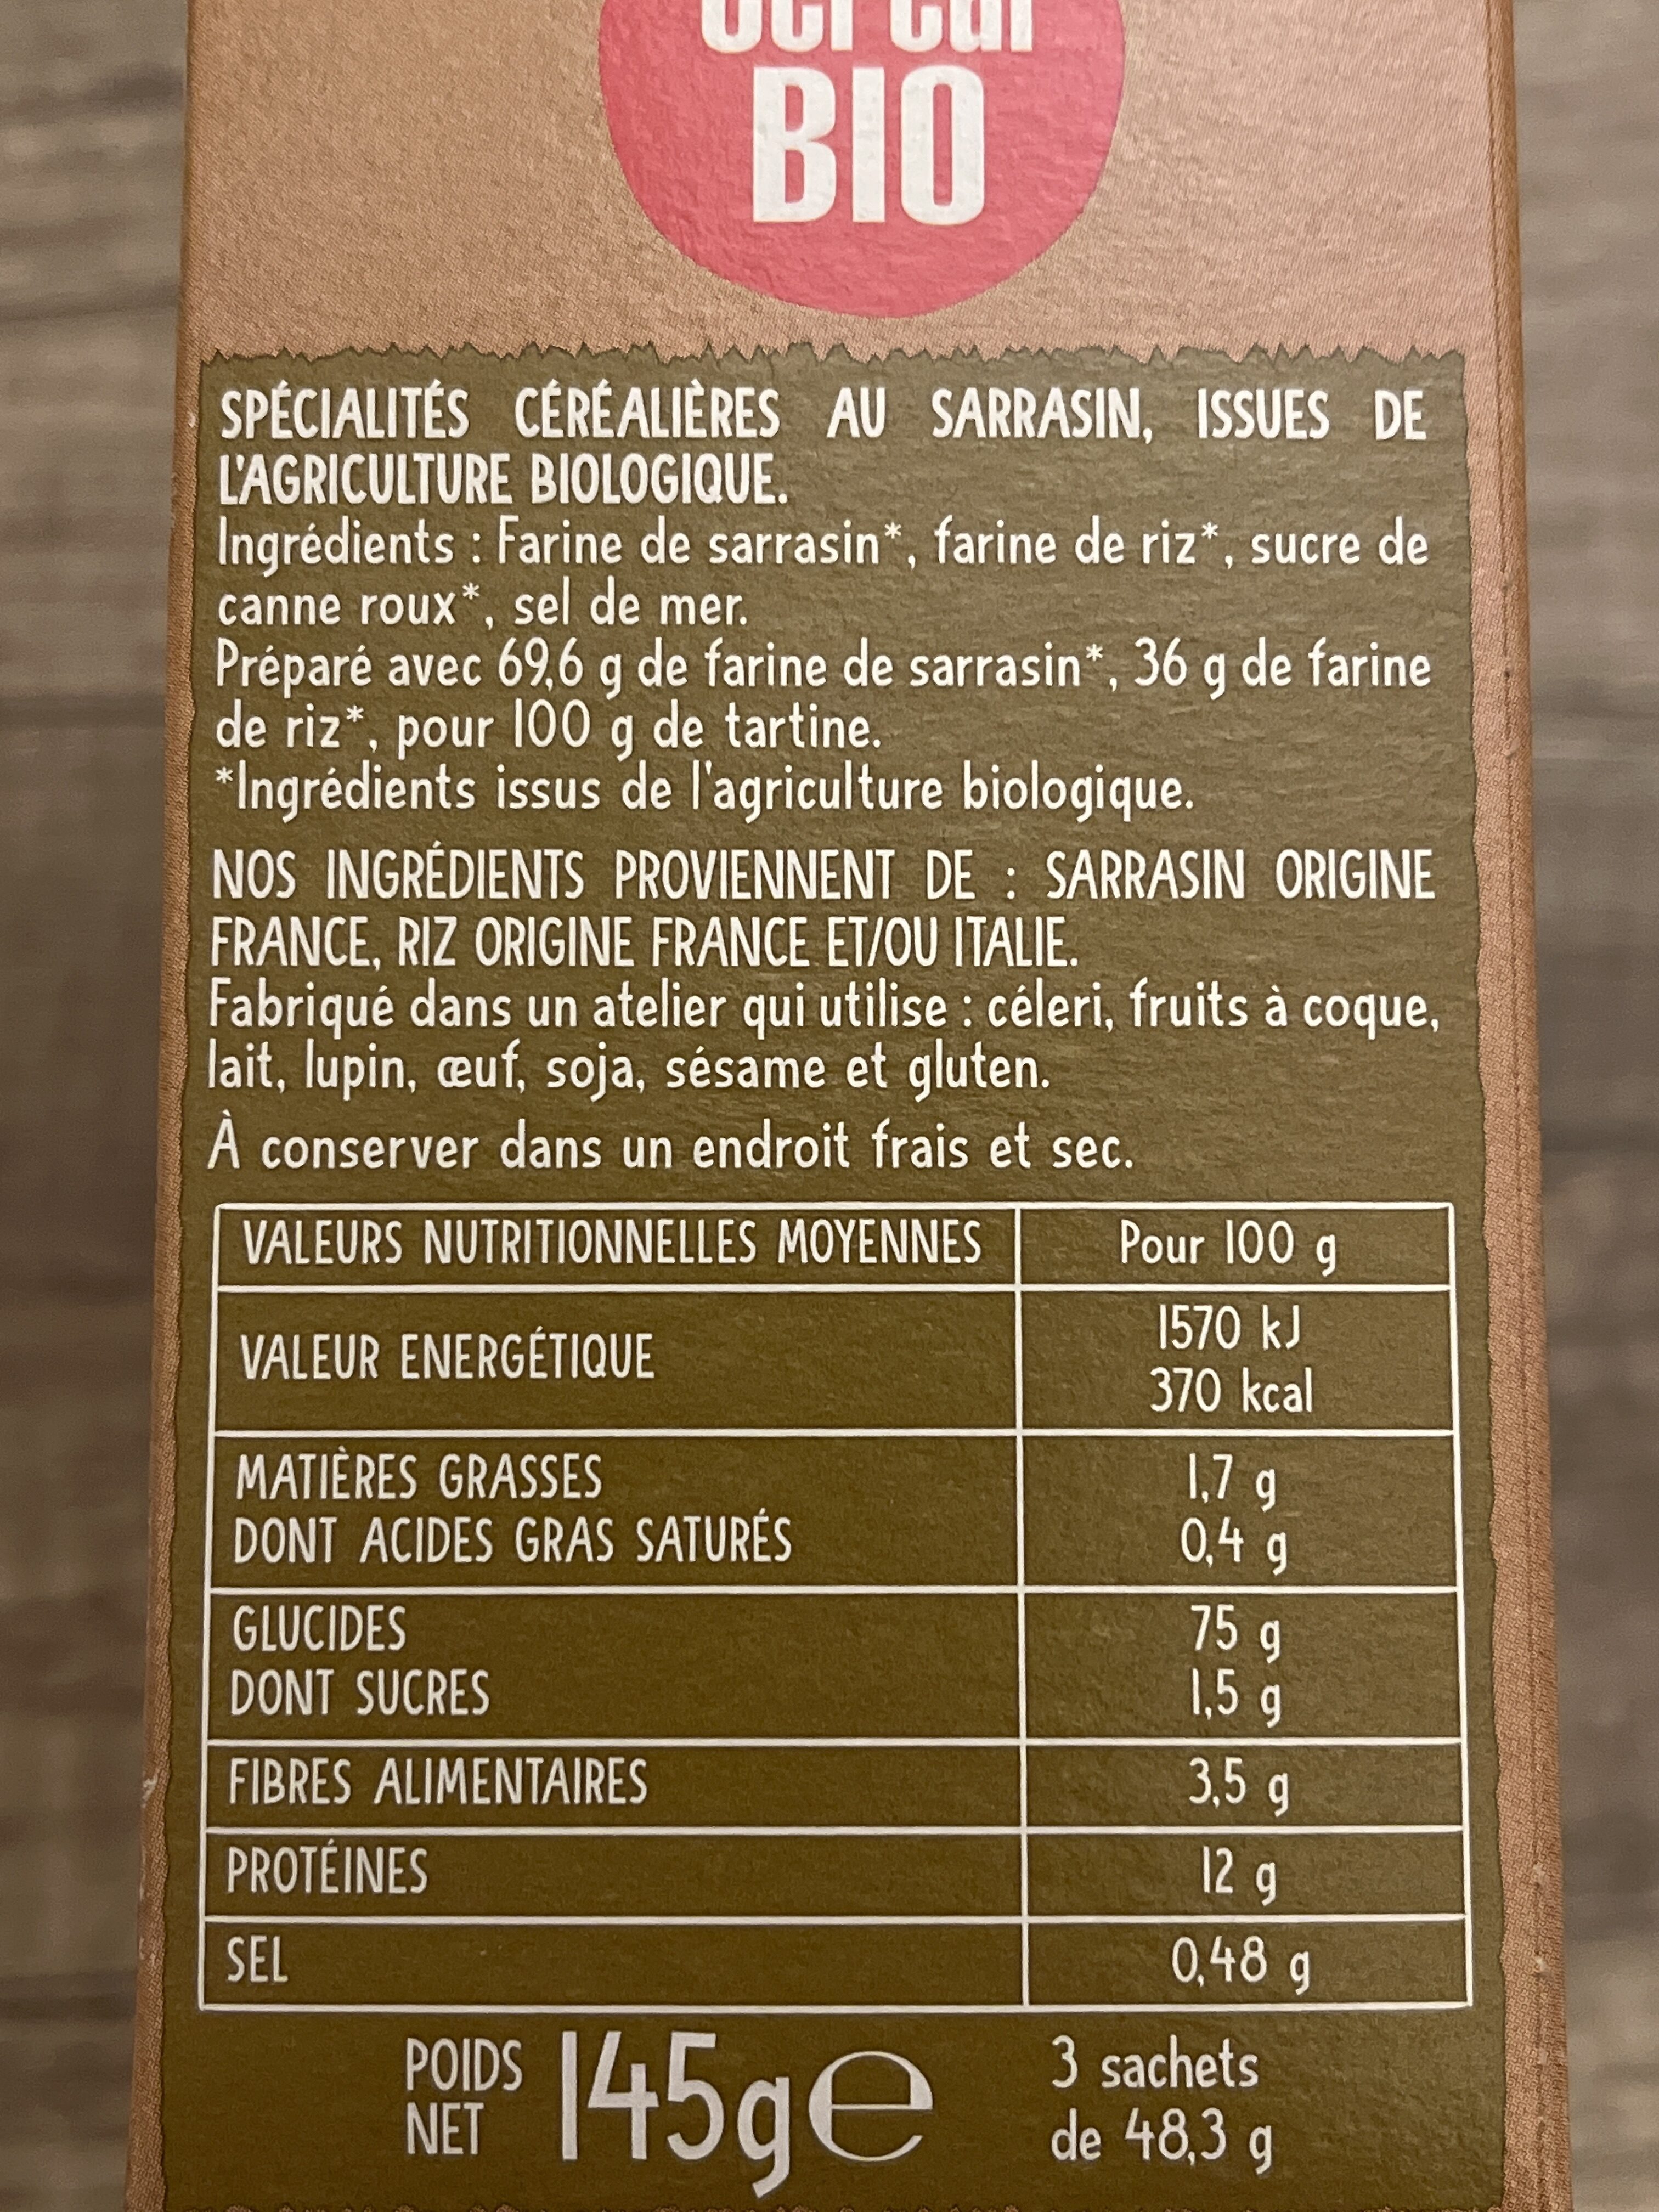 BIO
SPÉCIALITÉS CÉRÉALIÈRES AU SARRASIN, ISSUES DE
L'AGRICULTURE BIOLOGIQUE.
Ingrédients : Farine de sarrasin*, farine de riz*, sucre de
canne roux*, sel de mer.
Préparé avec 69,6 g de farine de sarrasin*, 36 g de farine
de riz*, pour 100 g de tartine.
*Ingrédients issus de l'agriculture biologique.
NOS INGRÉDIENTS PROVIENNENT DE : SARRASIN ORIGINE
FRANCE, RIZ ORIGINE FRANCE ET/OU ITALIE.
Fabriqué dans un atelier qui utilise : céleri, fruits à coque,
lait, lupin, œuf, soja, sésame et gluten.
À conserver dans un endroit frais et sec.
VALEURS NUTRITIONNELLES MOYENNES Pour 100 g
VALEUR ENERGÉTIQUE 1570 kJ
370 kcal
MATIÈRES GRASSES 1,7 g
DONT ACIDES GRAS SATURÉS 0,4 g
GLUCIDES 75 g
DONT SUCRES 1,5 g
FIBRES ALIMENTAIRES 3,5 g
PROTÉINES 12 g
SEL 0,48 g
POIDS NET 145g e
3 sachets
de 48,3 g